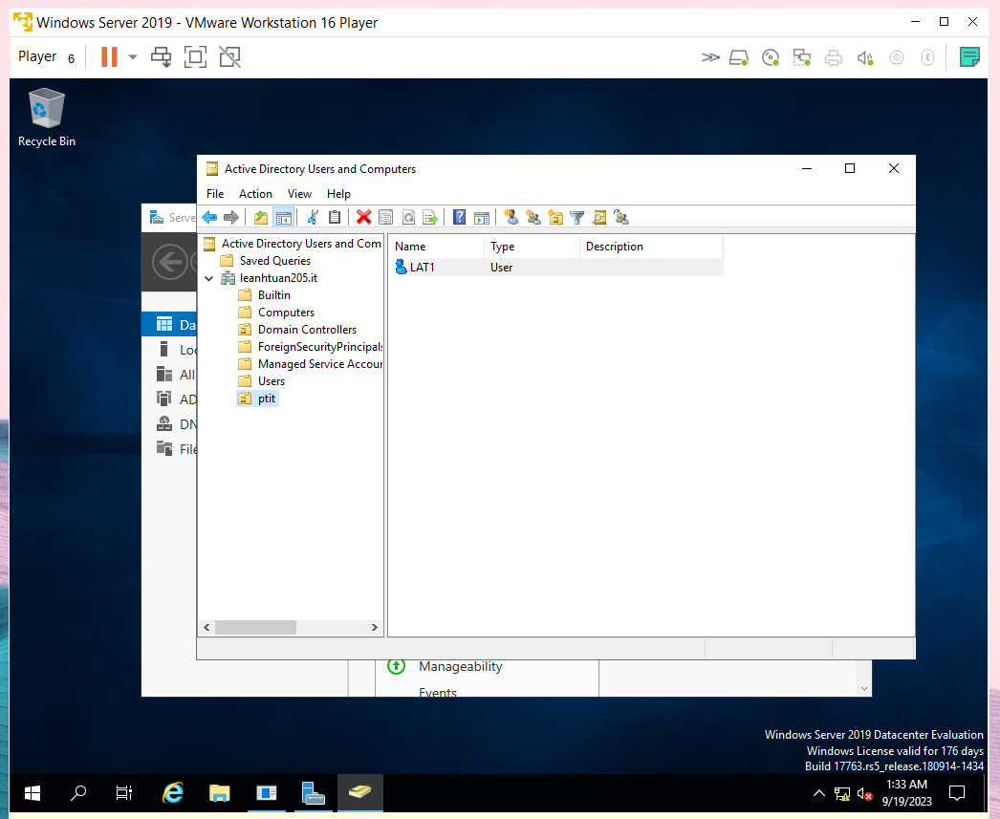 Windows Server 2019 - VMware Workstation 16 Player
Player 6
Recycle Bin
Active Directory Users and Computers
File Action View Help
Serve
Active Directory Users and Com
Saved Queries
leanhtuan205.it
Builtin
Computers
Domain Controllers
ForeignSecurityPrincipals
Managed Service Accour
Users
ptit
Name Type Description
LAT1 User
Da
Loc
All
AD
DN
File
Manageability
Events
Windows Server 2019 Datacenter Evaluation
Windows License valid for 176 days
Build 17763.rs5_release.180914-1434
1:33 AM
9/19/2023